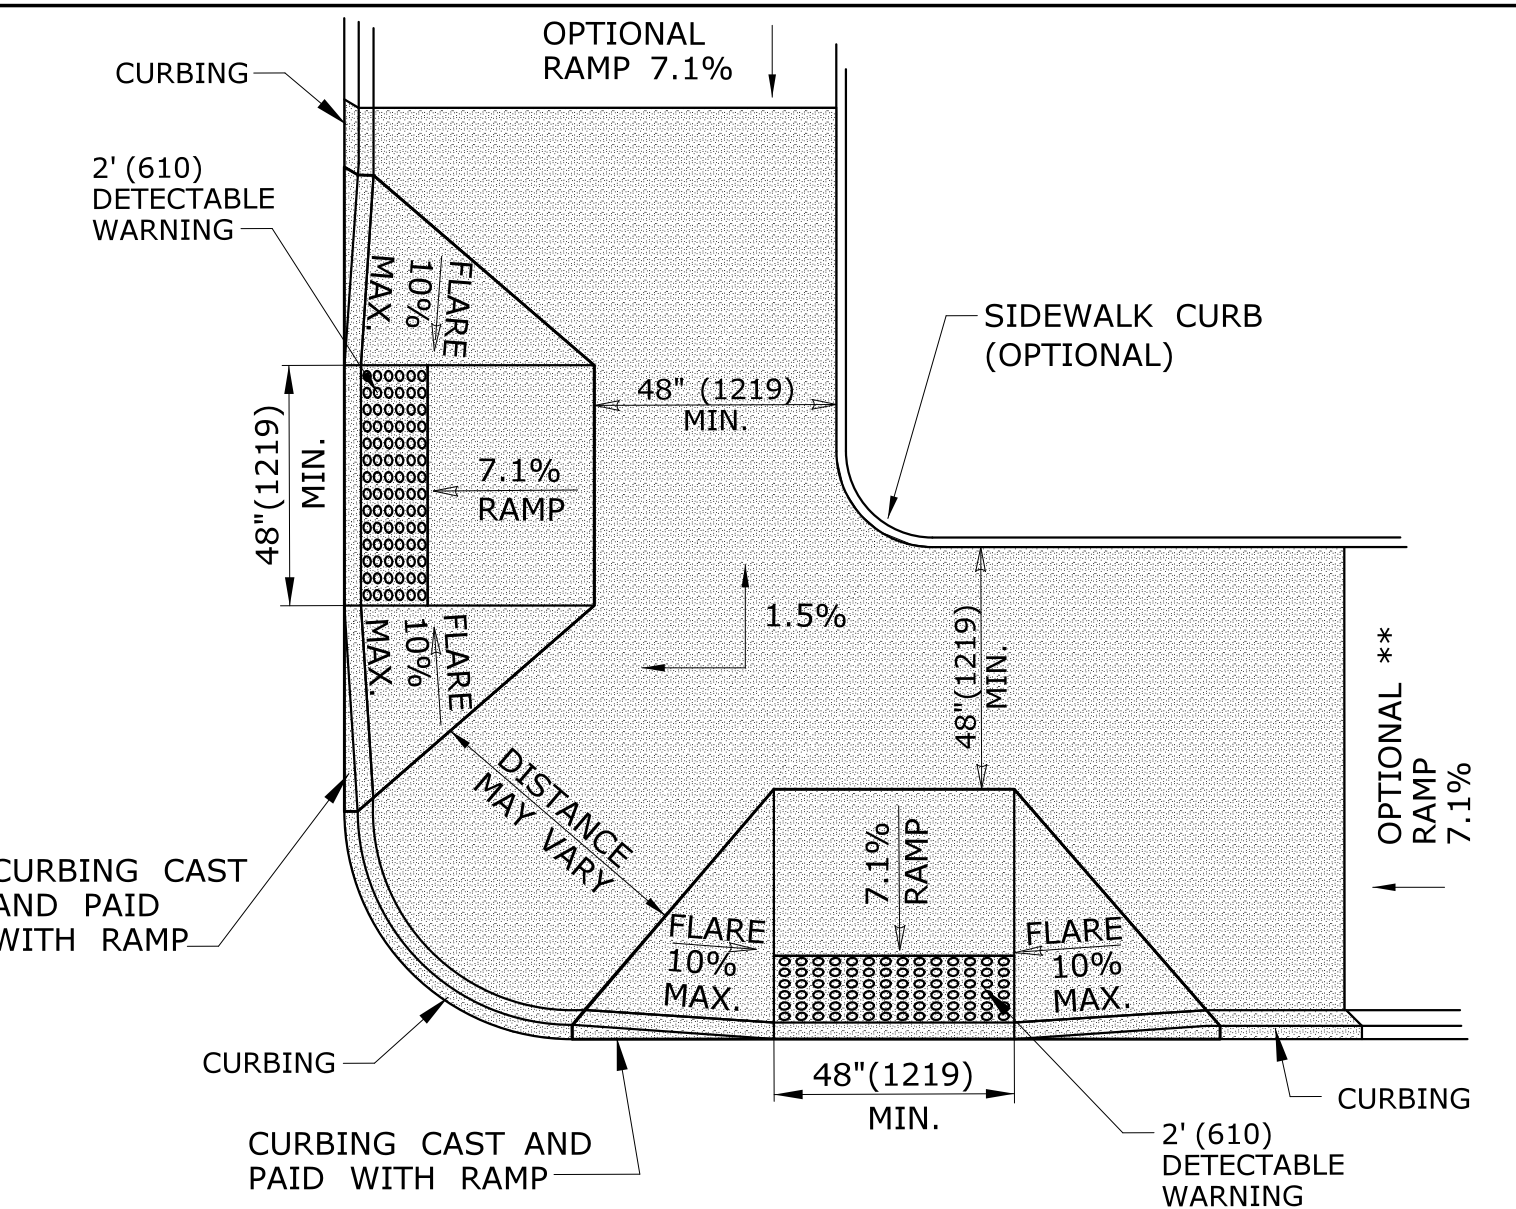 OPTIONAL
RAMP 7.1%
CURBING
2' (610)
DETECTABLE
WARNING
FLARE
10%
MAX.
SIDEWALK CURB
(OPTIONAL)
48" (1219)
MIN.
48"(1219)
MIN.
7.1%
RAMP
1.5%
FLARE
10%
MAX.
48"(1219)
MIN.
OPTIONAL **
RAMP
7.1%
DISTANCE
MAY VARY
7.1%
RAMP
CURBING CAST
AND PAID
WITH RAMP
FLARE
10%
MAX.
FLARE
10%
MAX.
CURBING
48"(1219)
MIN.
CURBING
CURBING CAST AND
PAID WITH RAMP
2' (610)
DETECTABLE
WARNING